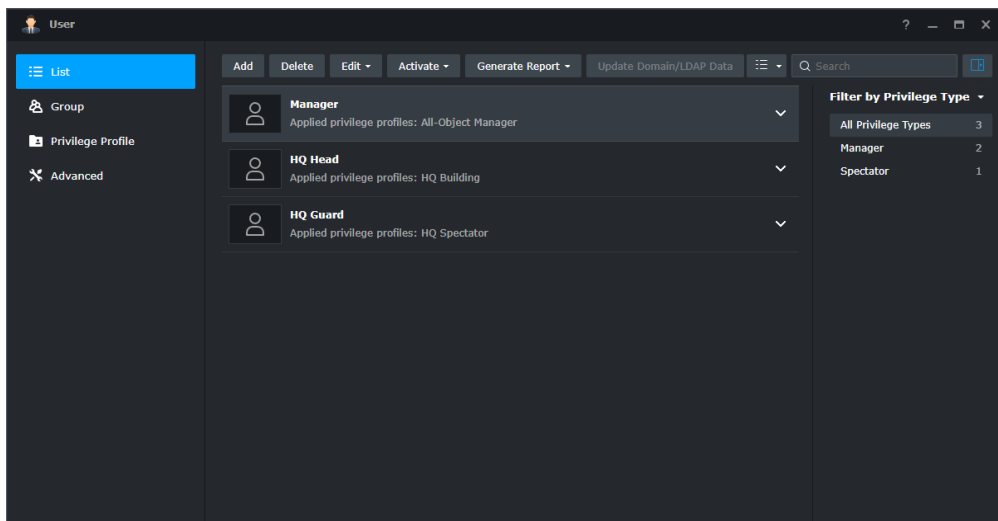 User
?
List
Group
Privilege Profile
Advanced
Add Delete Edit Activate Generate Report Update Domain/LDAP Data Search
Manager
Applied privilege profiles: All-Object Manager
HQ Head
Applied privilege profiles: HQ Building
HQ Guard
Applied privilege profiles: HQ Spectator
Filter by Privilege Type
All Privilege Types 3
Manager 2
Spectator 1